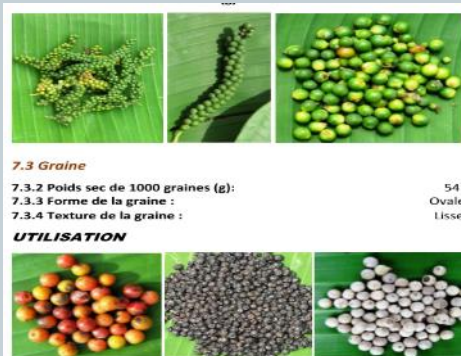 7.3 Graine
7.3.2 Poids sec de 1000 graines (g): 54
7.3.3 Forme de la graine : Ovale
7.3.4 Texture de la graine : Lisse
UTILISATION